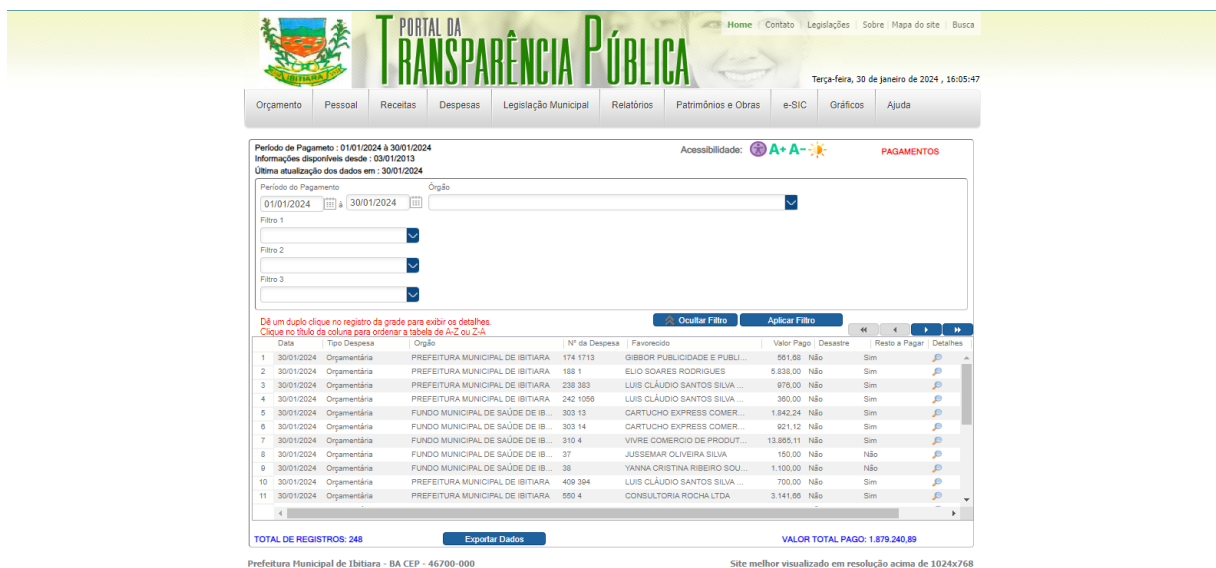 IBITIARA
PORTAL DA
TRANSPARÊNCIA PÚBLICA
Home Contato Legislações Sobre Mapa do site Busca
Terça-feira, 30 de janeiro de 2024 , 16:05:47
Orçamento Pessoal Receitas Despesas Legislação Municipal Relatórios Patrimônios e Obras e-SIC Gráficos Ajuda
Período de Pagameto : 01/01/2024 à 30/01/2024
Informações disponíveis desde : 03/01/2013
Última atualização dos dados em : 30/01/2024
Acessibilidade: A+ A-
PAGAMENTOS
Período do Pagamento Órgão
01/01/2024 à 30/01/2024
Filtro 1
Filtro 2
Filtro 3
Dê um duplo clique no registro da grade para exibir os detalhes.
Clique no título da coluna para ordenar a tabela de A-Z ou Z-A
Ocultar Filtro Aplicar Filtro
Data Tipo Despesa Orgão N° da Despesa Favorecido Valor Pago Desastre Resto a Pagar Detalhes
1 30/01/2024 Orçamentária PREFEITURA MUNICIPAL DE IBITIARA 174 1713 GIBBOR PUBLICIDADE E PUBLI... 561,68 Não Sim
2 30/01/2024 Orçamentária PREFEITURA MUNICIPAL DE IBITIARA 188 1 ELIO SOARES RODRIGUES 5.838,00 Não Sim
3 30/01/2024 Orçamentária PREFEITURA MUNICIPAL DE IBITIARA 238 383 LUIS CLÁUDIO SANTOS SILVA ... 976,00 Não Sim
4 30/01/2024 Orçamentária PREFEITURA MUNICIPAL DE IBITIARA 242 1056 LUIS CLÁUDIO SANTOS SILVA ... 360,00 Não Sim
5 30/01/2024 Orçamentária FUNDO MUNICIPAL DE SAÚDE DE IB... 303 13 CARTUCHO EXPRESS COMER... 1.842,24 Não Sim
6 30/01/2024 Orçamentária FUNDO MUNICIPAL DE SAÚDE DE IB... 303 14 CARTUCHO EXPRESS COMER... 921,12 Não Sim
7 30/01/2024 Orçamentária FUNDO MUNICIPAL DE SAÚDE DE IB... 310 4 VIVRE COMERCIO DE PRODUT... 13.865,11 Não Sim
8 30/01/2024 Orçamentária FUNDO MUNICIPAL DE SAÚDE DE IB... 37 JUSSEMAR OLIVEIRA SILVA 150,00 Não Não
9 30/01/2024 Orçamentária FUNDO MUNICIPAL DE SAÚDE DE IB... 38 YANNA CRISTINA RIBEIRO SOU... 1.100,00 Não Não
10 30/01/2024 Orçamentária PREFEITURA MUNICIPAL DE IBITIARA 409 394 LUIS CLÁUDIO SANTOS SILVA ... 700,00 Não Sim
11 30/01/2024 Orçamentária PREFEITURA MUNICIPAL DE IBITIARA 550 4 CONSULTORIA ROCHA LTDA 3.141,66 Não Sim
TOTAL DE REGISTROS: 248 Exportar Dados VALOR TOTAL PAGO: 1.879.240,89
Prefeitura Municipal de Ibitiara - BA CEP - 46700-000 Site melhor visualizado em resolução acima de 1024x768